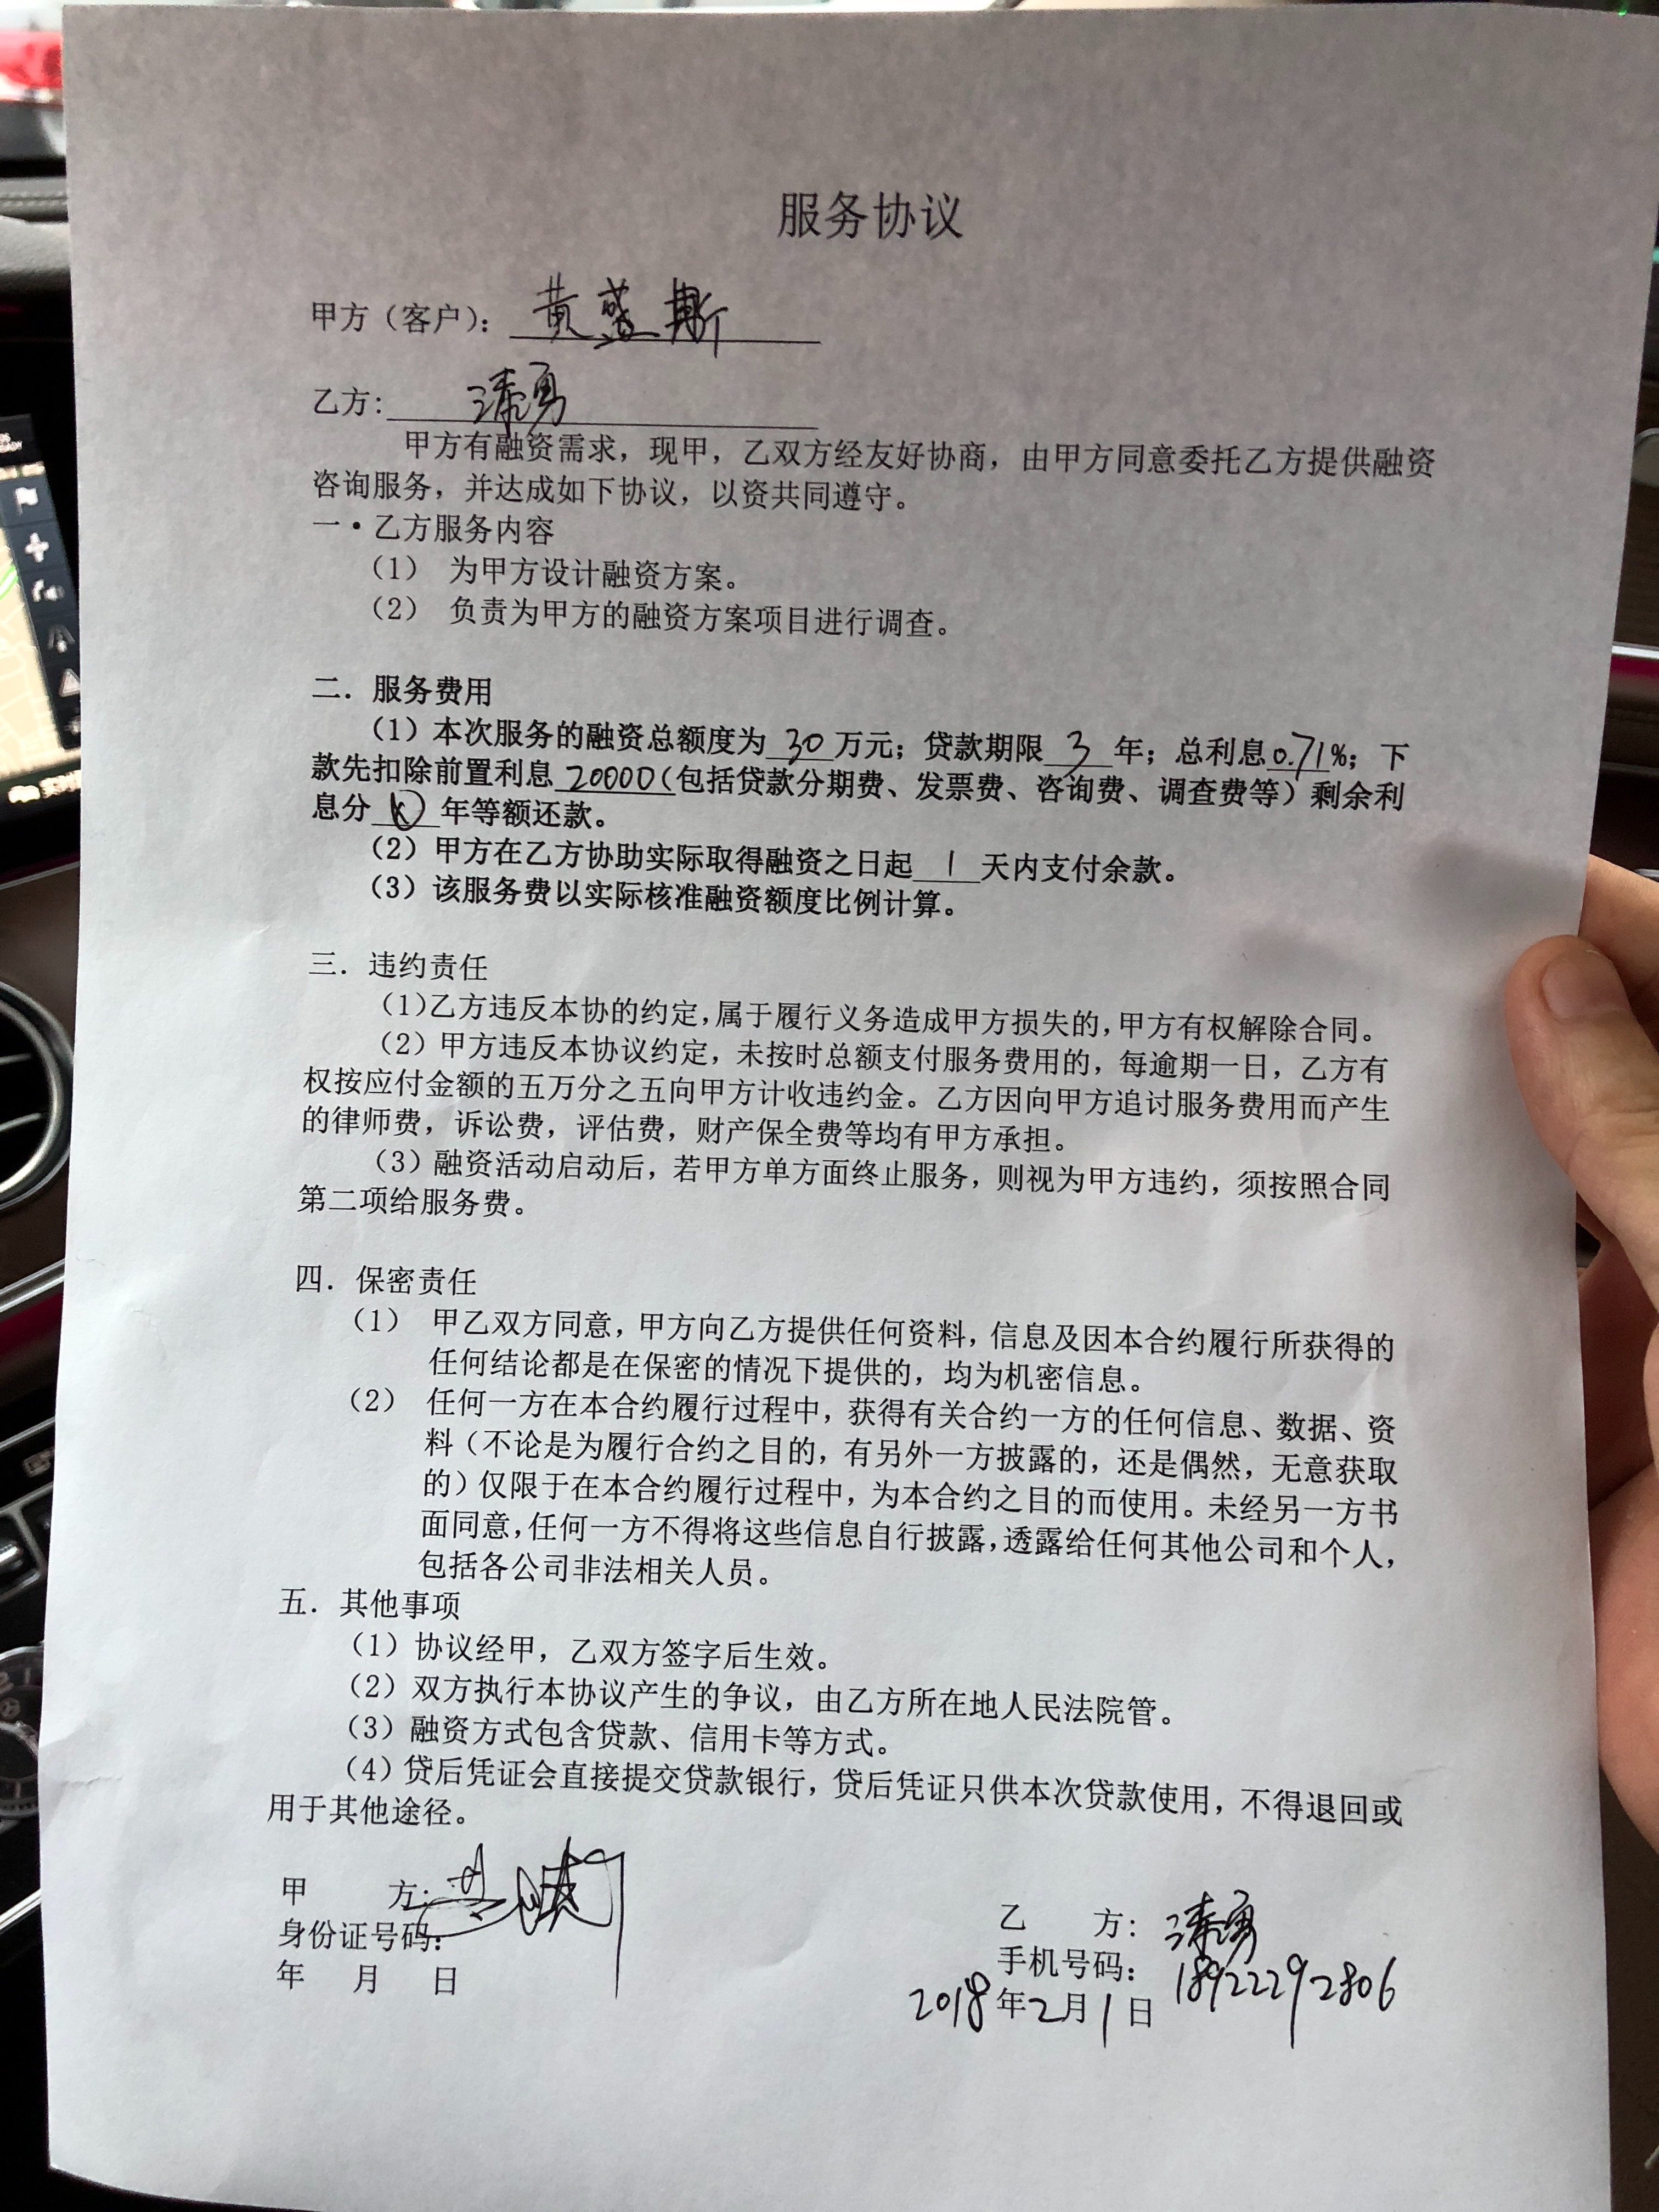 服务协议
甲方（客户）：黄盛斯
乙方：
甲方有融资需求，现甲，乙双方经友好协商，由甲方同意委托乙方提供融资
咨询服务，并达成如下协议，以资共同遵守。
一·乙方服务内容
（1） 为甲方设计融资方案。
（2） 负责为甲方的融资方案项目进行调查。
二．服务费用
（1）本次服务的融资总额度为 30 万元；贷款期限 3 年；总利息0.71%；下
款先扣除前置利息 20000（包括贷款分期费、发票费、咨询费、调查费等）剩余利
息分 年等额还款。
（2）甲方在乙方协助实际取得融资之日起 1 天内支付余款。
（3）该服务费以实际核准融资额度比例计算。
三．违约责任
（1）乙方违反本协的约定，属于履行义务造成甲方损失的，甲方有权解除合同。
（2）甲方违反本协议约定，未按时总额支付服务费用的，每逾期一日，乙方有
权按应付金额的五万分之五向甲方计收违约金。乙方因向甲方追讨服务费用而产生
的律师费，诉讼费，评估费，财产保全费等均有甲方承担。
（3）融资活动启动后，若甲方单方面终止服务，则视为甲方违约，须按照合同
第二项给服务费。
四．保密责任
（1） 甲乙双方同意，甲方向乙方提供任何资料，信息及因本合约履行所获得的
任何结论都是在保密的情况下提供的，均为机密信息。
（2） 任何一方在本合约履行过程中，获得有关合约一方的任何信息、数据、资
料（不论是为履行合约之目的，有另外一方披露的，还是偶然，无意获取
的）仅限于在本合约履行过程中，为本合约之目的而使用。未经另一方书
面同意，任何一方不得将这些信息自行披露，透露给任何其他公司和个人，
包括各公司非法相关人员。
五．其他事项
（1）协议经甲，乙双方签字后生效。
（2）双方执行本协议产生的争议，由乙方所在地人民法院管。
（3）融资方式包含贷款、信用卡等方式。
（4）贷后凭证会直接提交贷款银行，贷后凭证只供本次贷款使用，不得退回或
用于其他途径。
甲 方：
身份证号码：
年 月 日
乙 方：
手机号码：18922292806
2018年2月1日